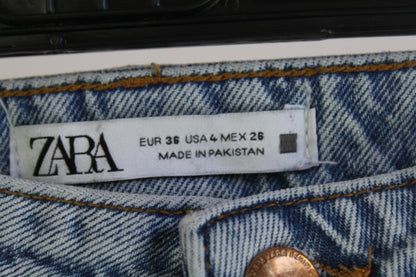 ZARA
EUR 36 USA 4 MEX 26
MADE IN PAKISTAN